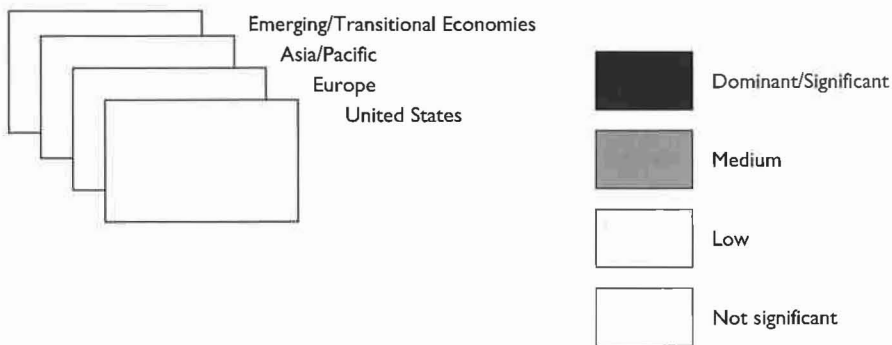 Emerging/Transitional Economies
Asia/Pacific
Europe
United States
Dominant/Significant
Medium
Low
Not significant